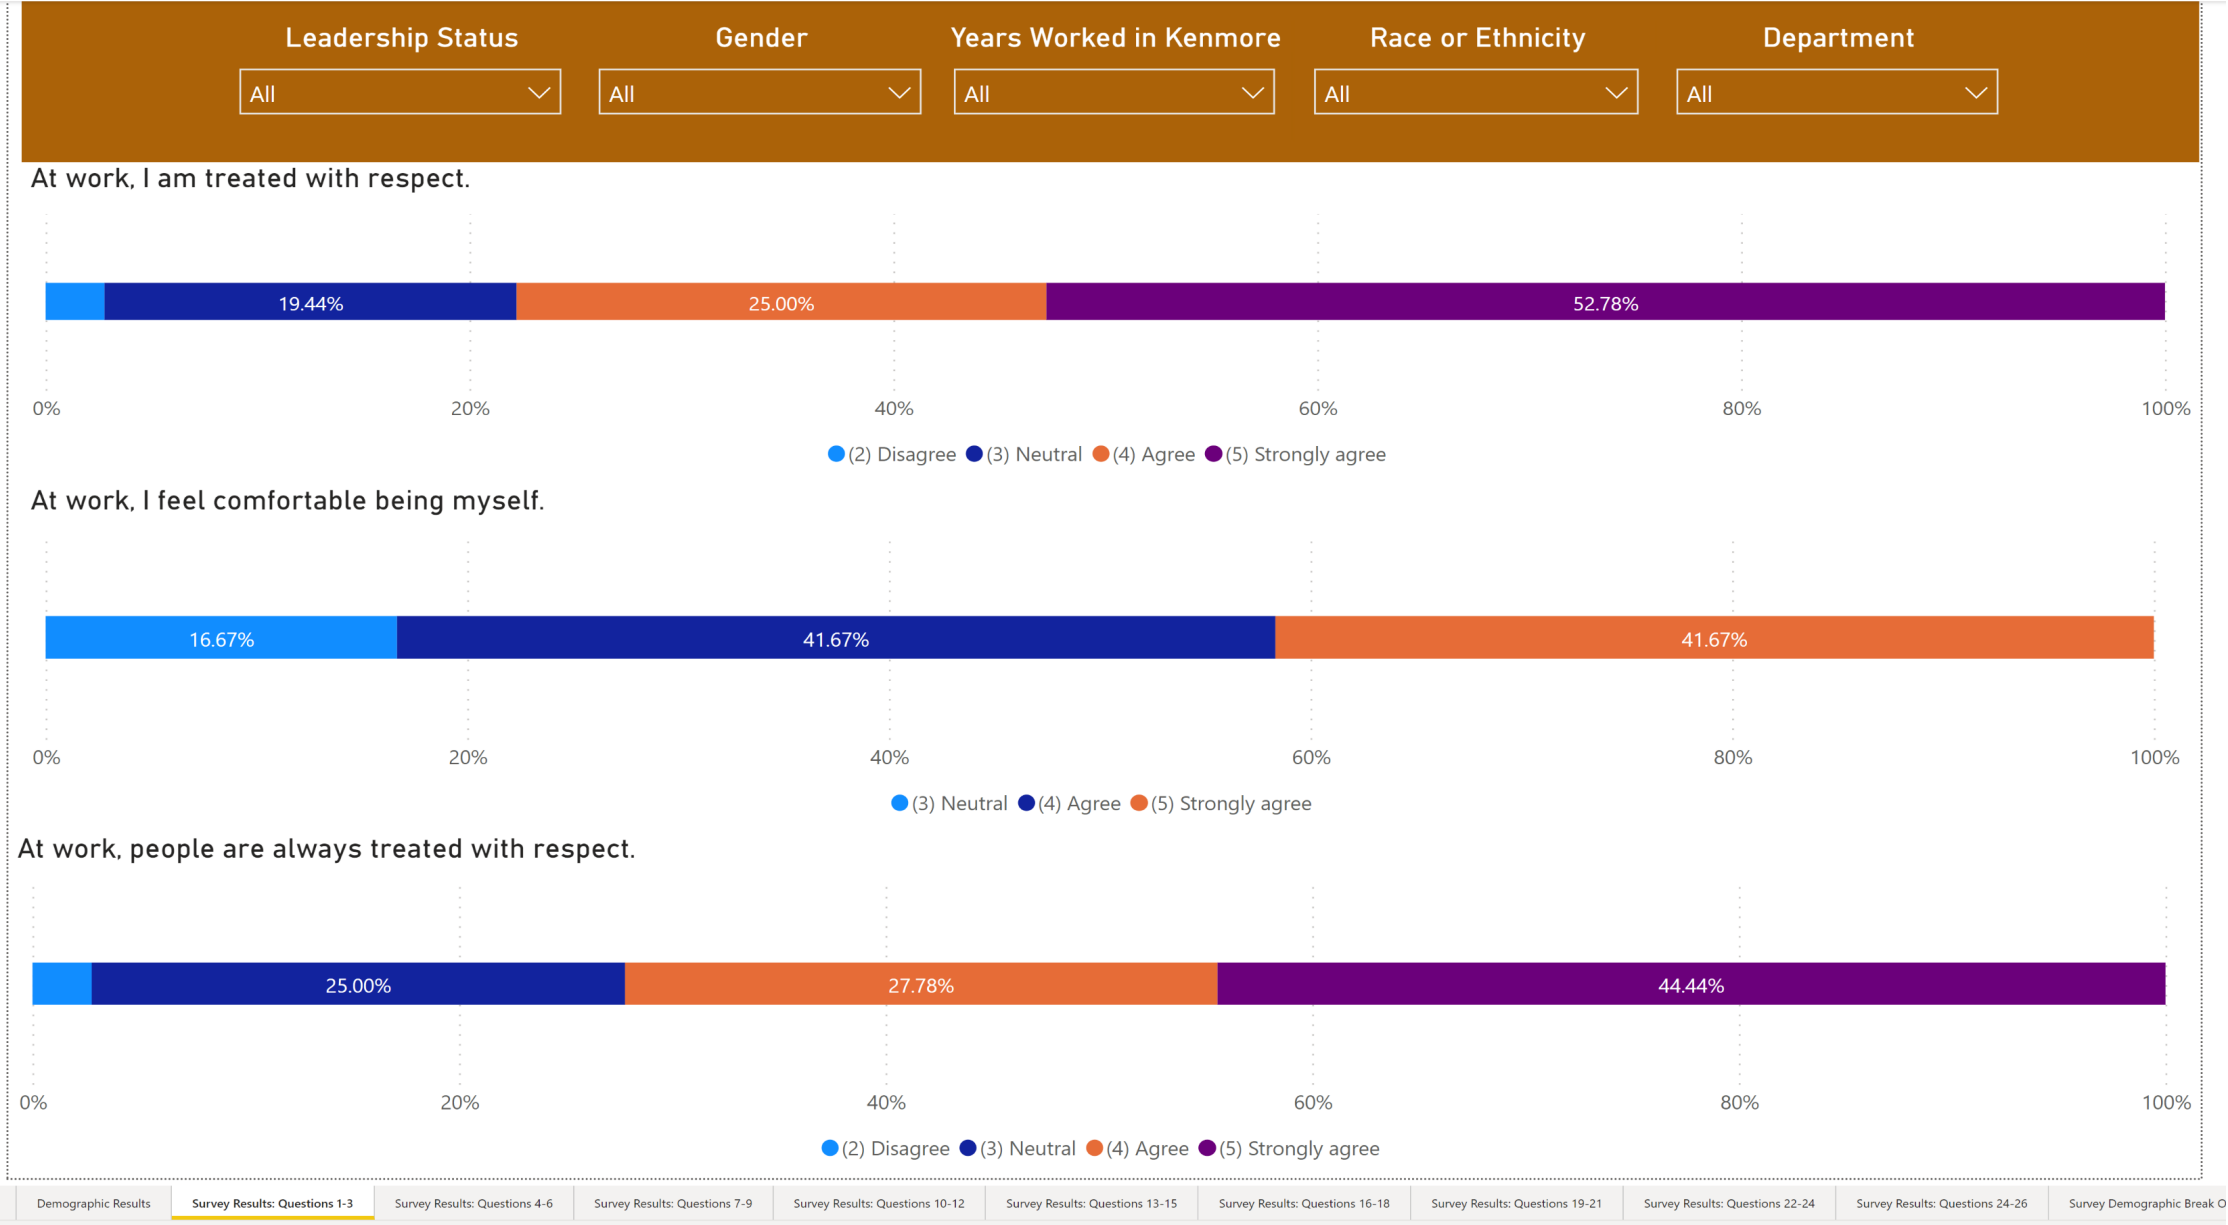 Leadership Status Gender Years Worked in Kenmore Race or Ethnicity Department
All All All All All
At work, I am treated with respect.
19.44% 25.00% 52.78%
0% 20% 40% 60% 80% 100%
(2) Disagree (3) Neutral (4) Agree (5) Strongly agree
At work, I feel comfortable being myself.
16.67% 41.67% 41.67%
0% 20% 40% 60% 80% 100%
(3) Neutral (4) Agree (5) Strongly agree
At work, people are always treated with respect.
25.00% 27.78% 44.44%
0% 20% 40% 60% 80% 100%
(2) Disagree (3) Neutral (4) Agree (5) Strongly agree
Demographic Results Survey Results: Questions 1-3 Survey Results: Questions 4-6 Survey Results: Questions 7-9 Survey Results: Questions 10-12 Survey Results: Questions 13-15 Survey Results: Questions 16-18 Survey Results: Questions 19-21 Survey Results: Questions 22-24 Survey Results: Questions 24-26 Survey Demographic Break O